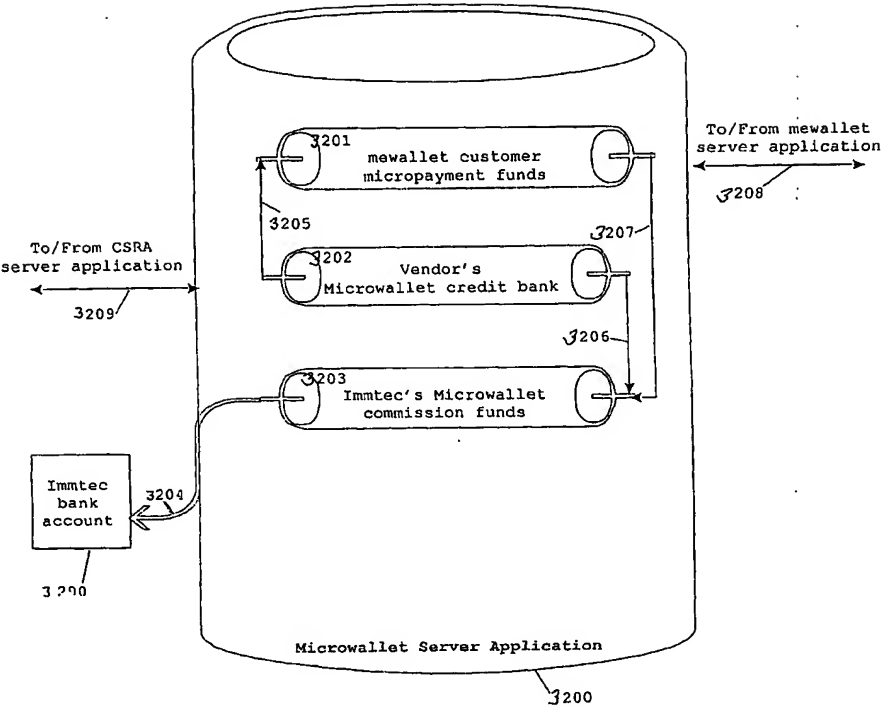 3201
mewallet customer
micropayment funds
To/From mewallet
server application
3208
3205
3207
To/From CSRA
server application
3209
3202
Vendor's
Microwallet credit bank
3206
3203
Immtec's Microwallet
commission funds
Immtec
bank
account
3204
Microwallet Server Application
3200